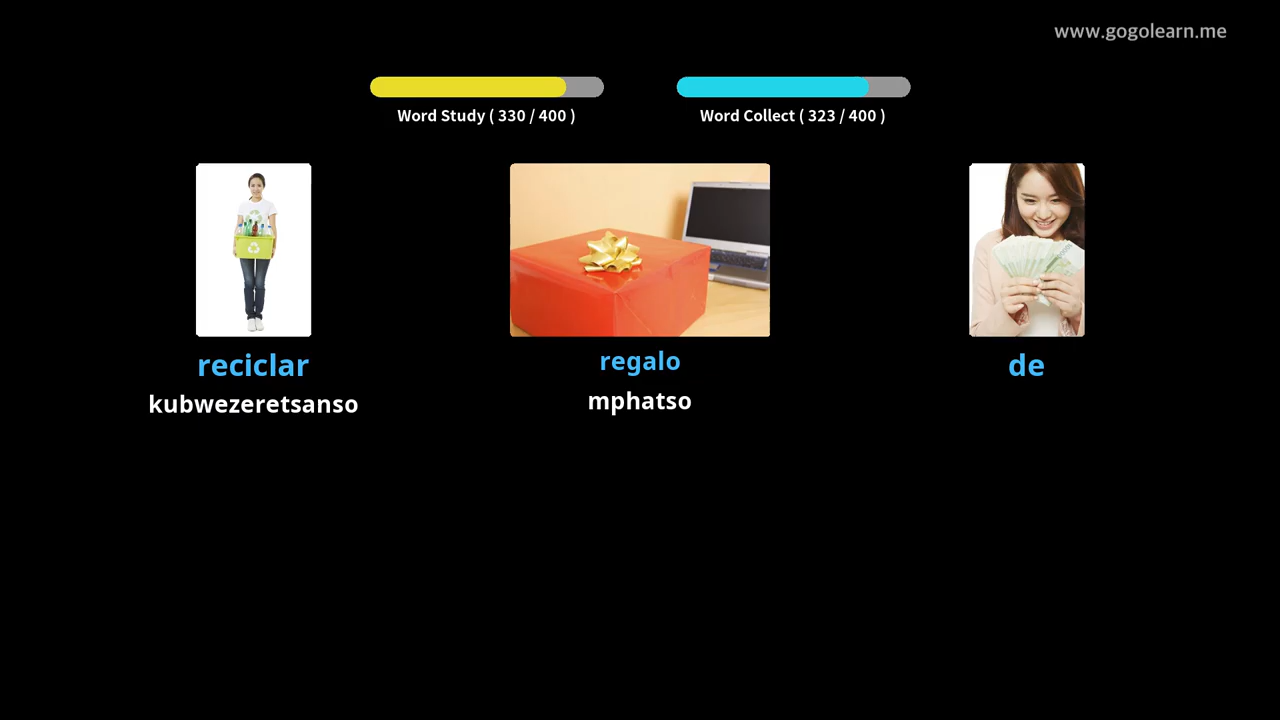 www.gogolearn.me
Word Study ( 330 / 400 )
Word Collect ( 323 / 400 )
reciclar
kubwezeretsanso
regalo
mphatso
de